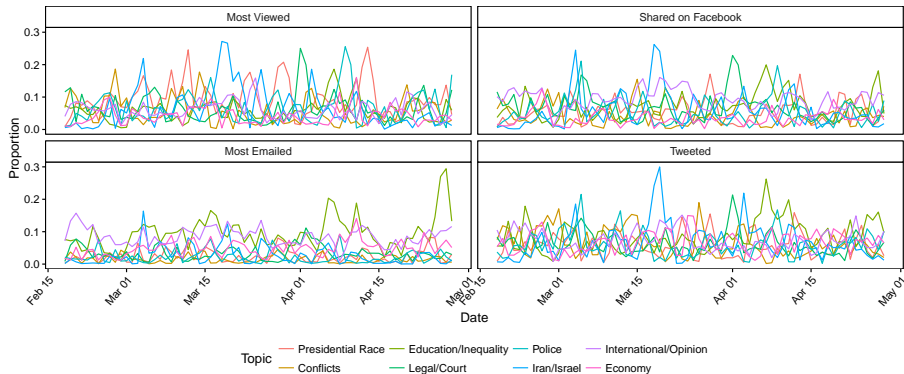 Most Viewed
Shared on Facebook
0.3
0.2
0.1
0.0
Most Emailed
Tweeted
0.3
0.2
0.1
0.0
Proportion
Feb 15
Mar 01
Mar 15
Apr 01
Apr 15
May 01
Feb 15
Mar 01
Mar 15
Apr 01
Apr 15
May 01
Date
Topic
Presidential Race
Education/Inequality
Police
International/Opinion
Conflicts
Legal/Court
Iran/Israel
Economy